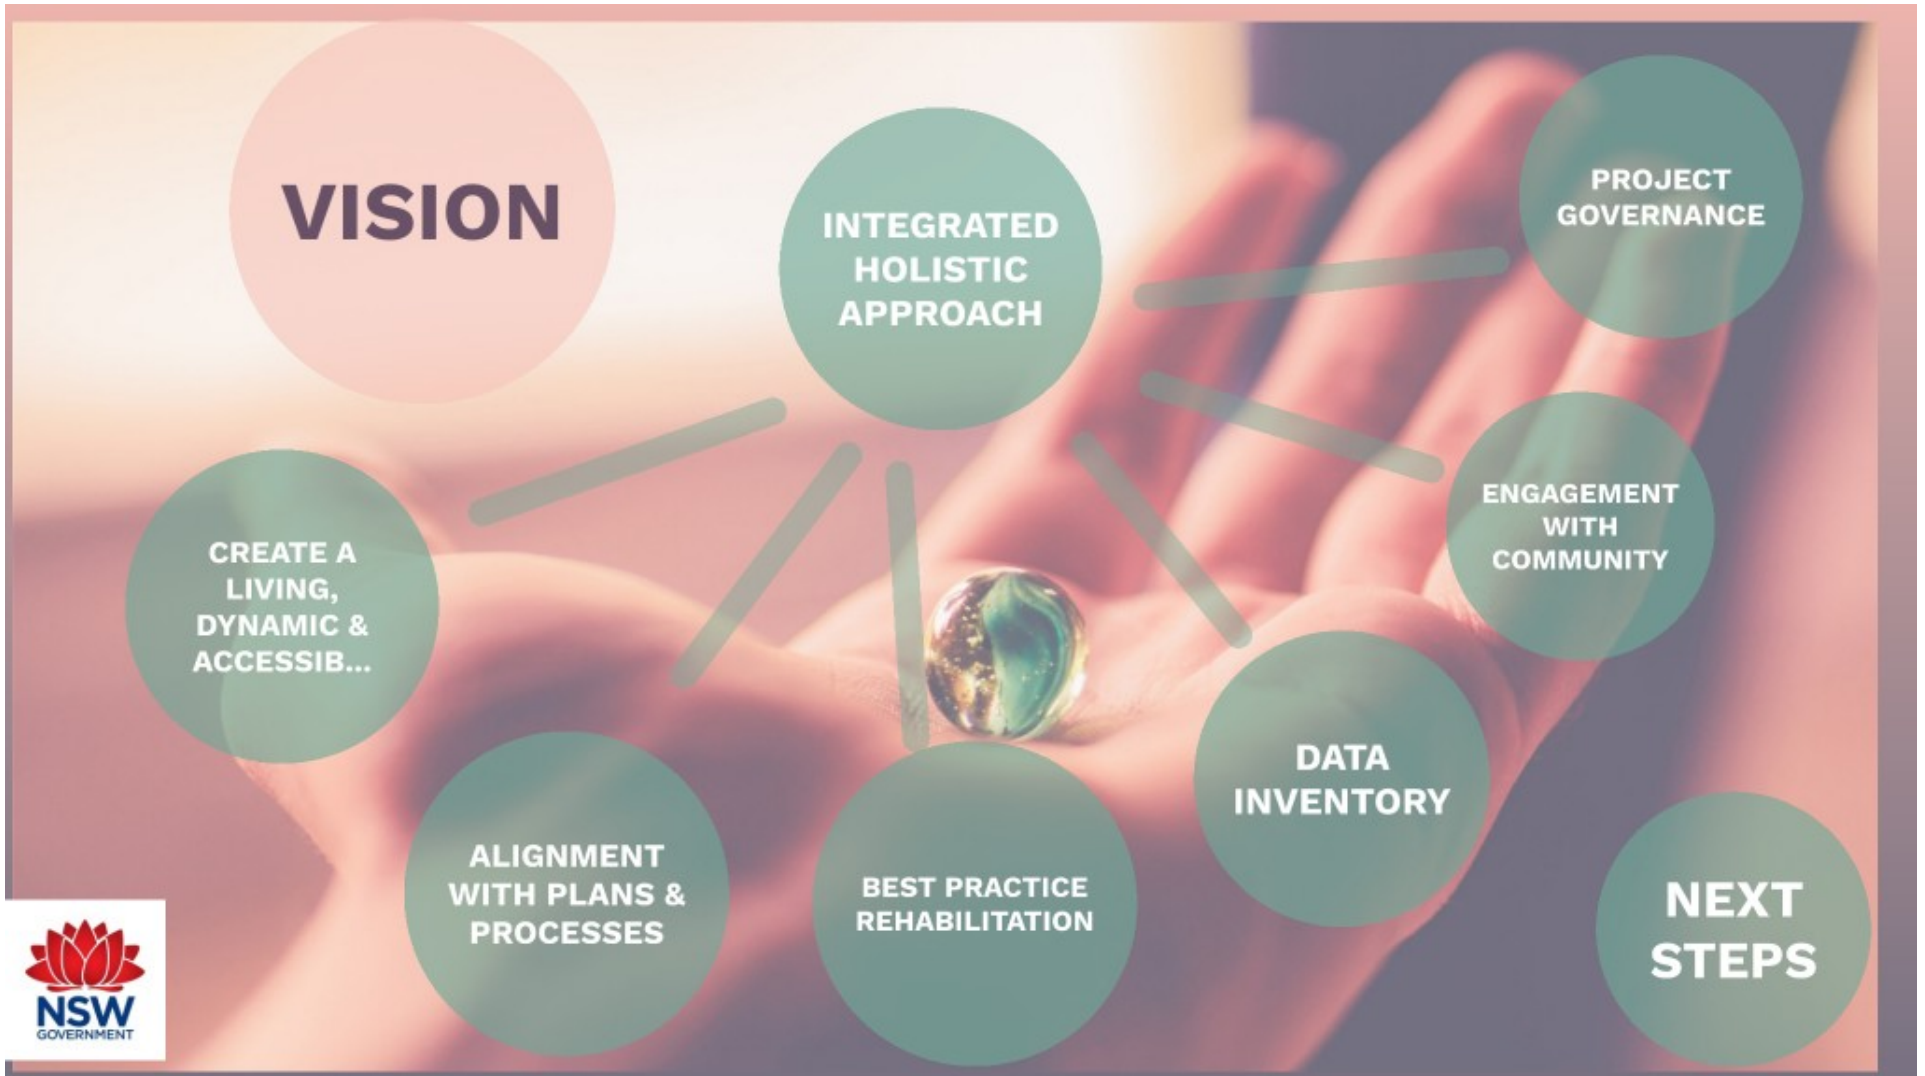 VISION
INTEGRATED
HOLISTIC
APPROACH
PROJECT
GOVERNANCE
ENGAGEMENT
WITH
COMMUNITY
CREATE A
LIVING,
DYNAMIC &
ACCESSIB...
DATA
INVENTORY
ALIGNMENT
WITH PLANS &
PROCESSES
BEST PRACTICE
REHABILITATION
NEXT
STEPS
NSW
GOVERNMENT